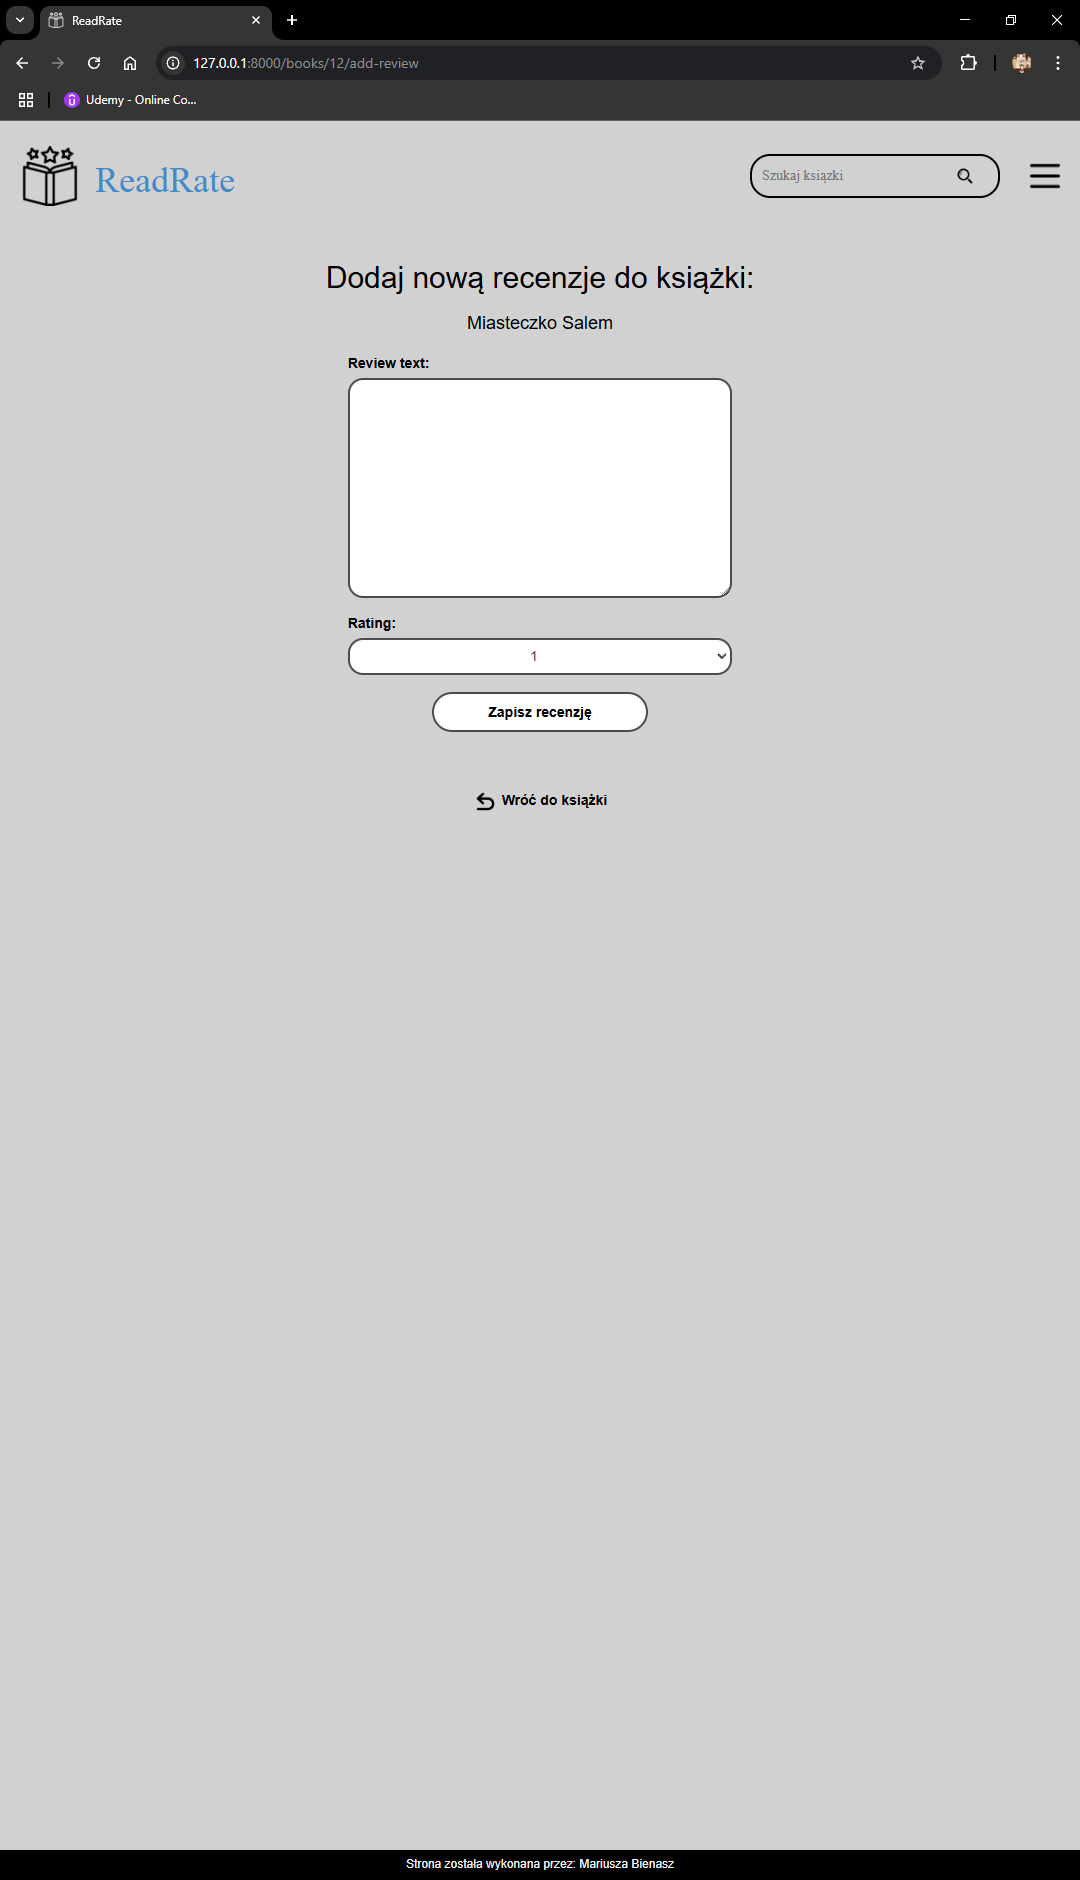 ReadRate
127.0.0.1:8000/books/12/add-review
Udemy - Online Co...
ReadRate
Szukaj ksiązki
Dodaj nową recenzje do książki:
Miasteczko Salem
Review text:
Rating:
1
Zapisz recenzję
Wróć do książki
Strona została wykonana przez: Mariusza Bienasz